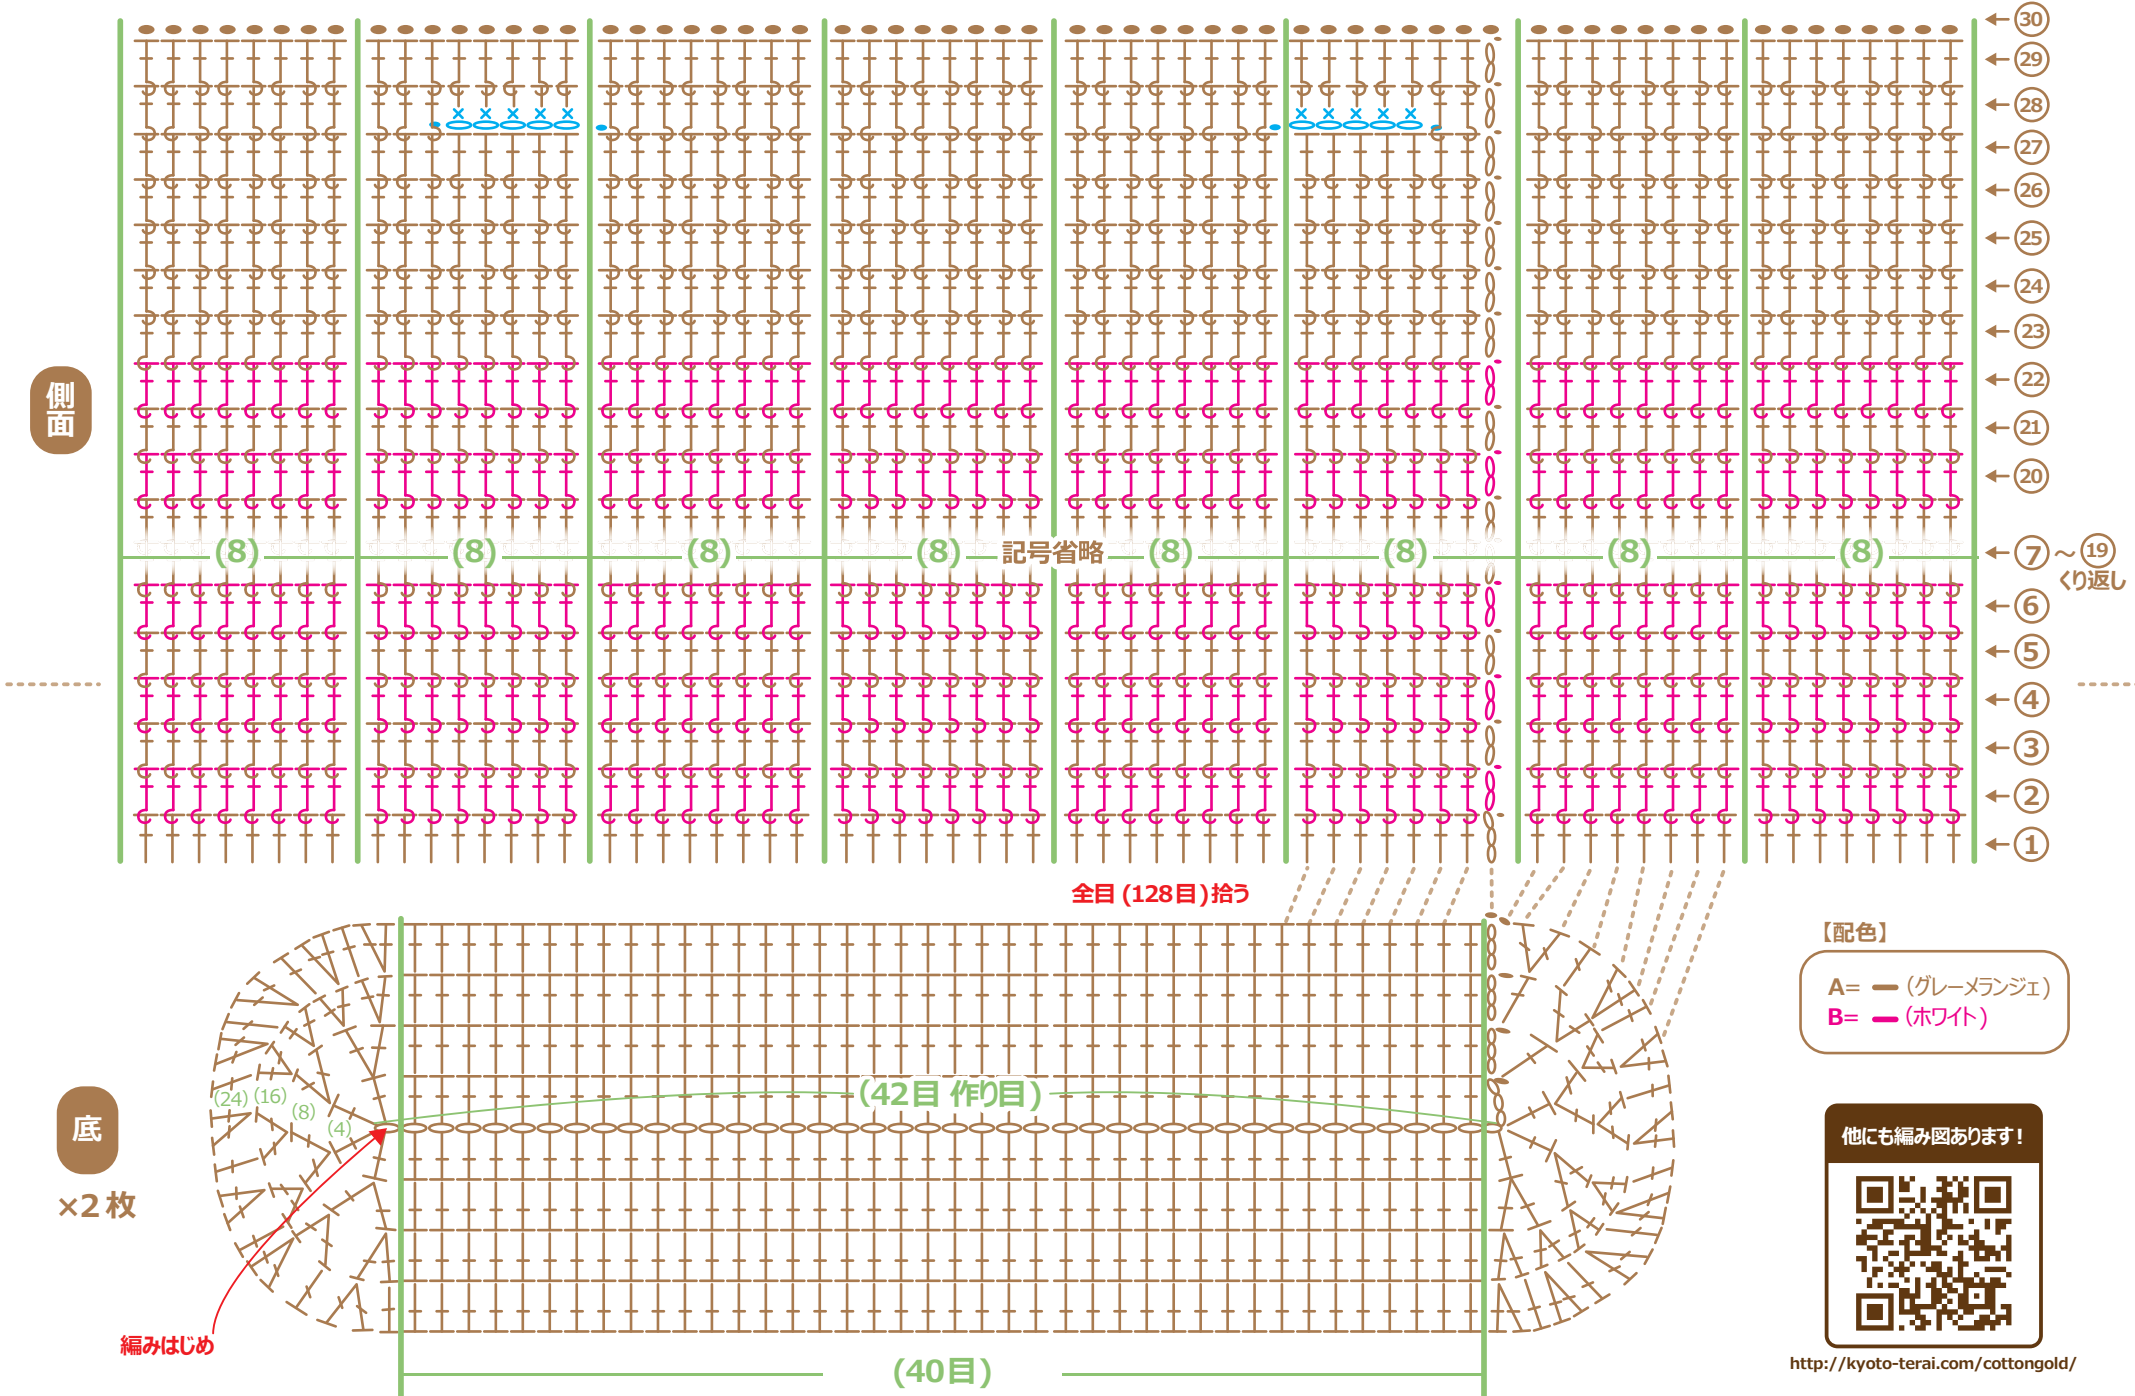 ㉚
㉙
㉘
㉗
㉖
㉕
㉔
㉓
㉒
㉑
⑳
側面
(8) (8) (8) (8) 記号省略 (8) (8) (8) (8)
⑦～⑲
くり返し
⑥
⑤
④
③
②
①
全目(128目)拾う
【配色】
A= (グレーメランジェ)
B= (ホワイト)
(42目 作り目)
(24) (16) (8) (4)
底
×2枚
編みはじめ
(40目)
他にも編み図あります!
http://kyoto-terai.com/cottongold/